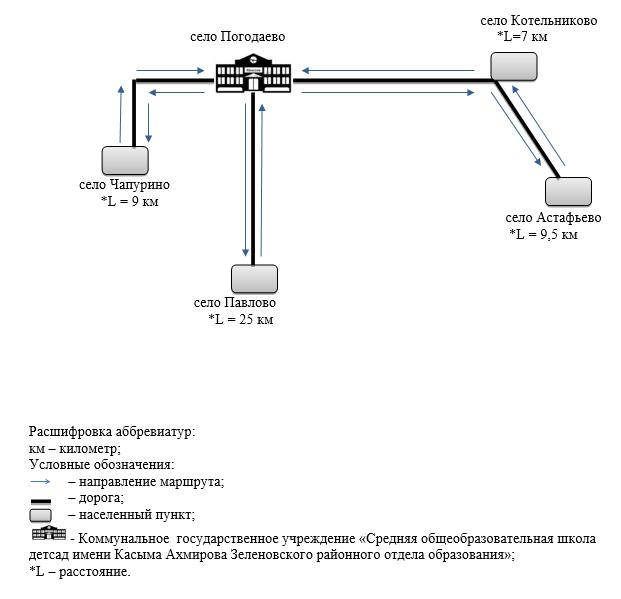 село Котельниково
*L=7 км
село Погодаево
село Чапурино
*L = 9 км
село Астафьево
*L = 9,5 км
село Павлово
*L = 25 км
Расшифровка аббревиатур:
км – километр;
Условные обозначения:
– направление маршрута;
– дорога;
– населенный пункт;
- Коммунальное государственное учреждение «Средняя общеобразовательная школа
детсад имени Касыма Ахмирова Зеленовского районного отдела образования»;
*L – расстояние.